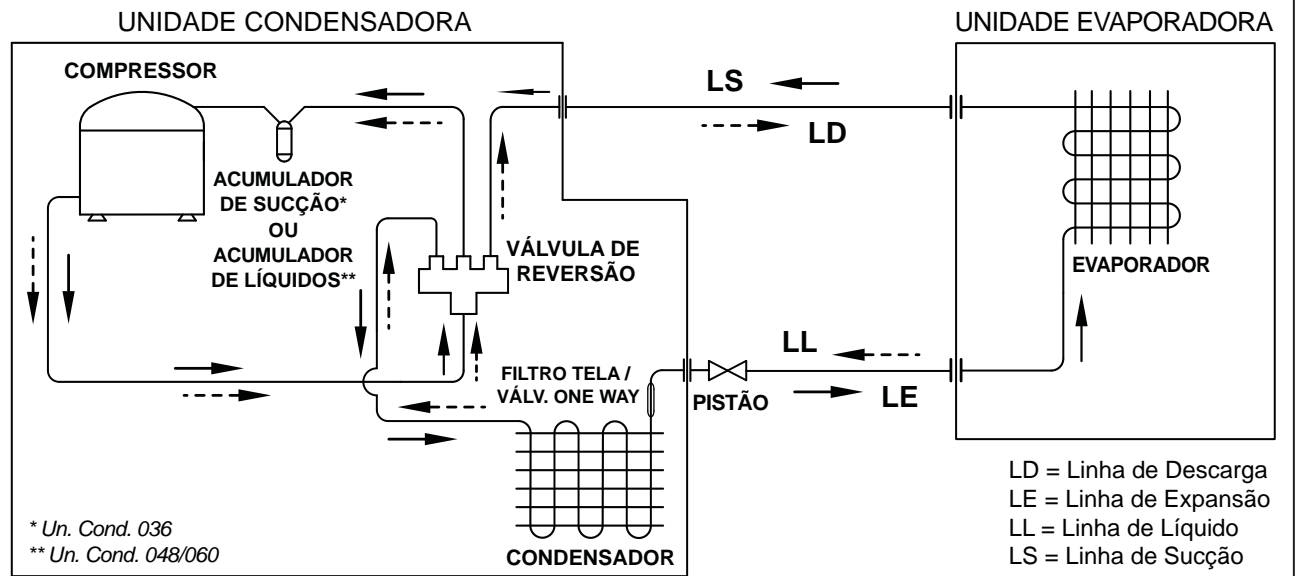 UNIDADE CONDENSADORA
UNIDADE EVAPORADORA
COMPRESSOR
LS
LD
ACUMULADOR
DE SUCÇÃO*
OU
ACUMULADOR
DE LÍQUIDOS**
VÁLVULA DE
REVERSÃO
EVAPORADOR
LL
FILTRO TELA /
VÁLV. ONE WAY
PISTÃO
LE
CONDENSADOR
* Un. Cond. 036
** Un. Cond. 048/060
LD = Linha de Descarga
LE = Linha de Expansão
LL = Linha de Líquido
LS = Linha de Sucção